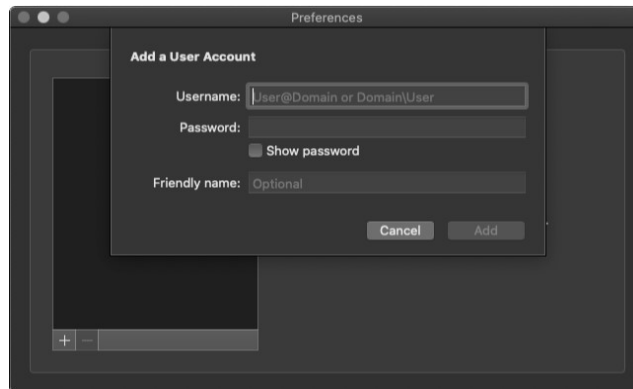 Preferences
Add a User Account
Username: User@Domain or Domain\User
Password:
Show password
Friendly name: Optional
Cancel Add